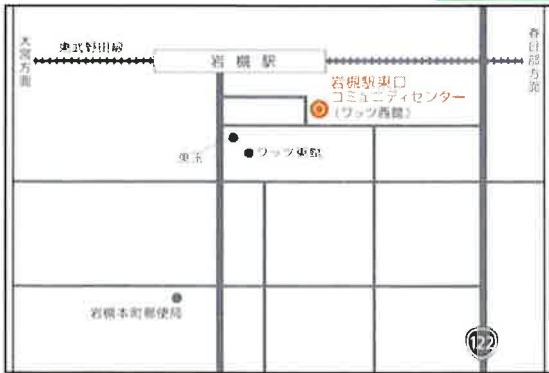 大宮方面
東武野田線
岩槻駅
春日部方面
岩槻駅東口
コミュニティセンター
(ワッツ西館)
東玉
ワッツ東館
岩槻本町郵便局
122